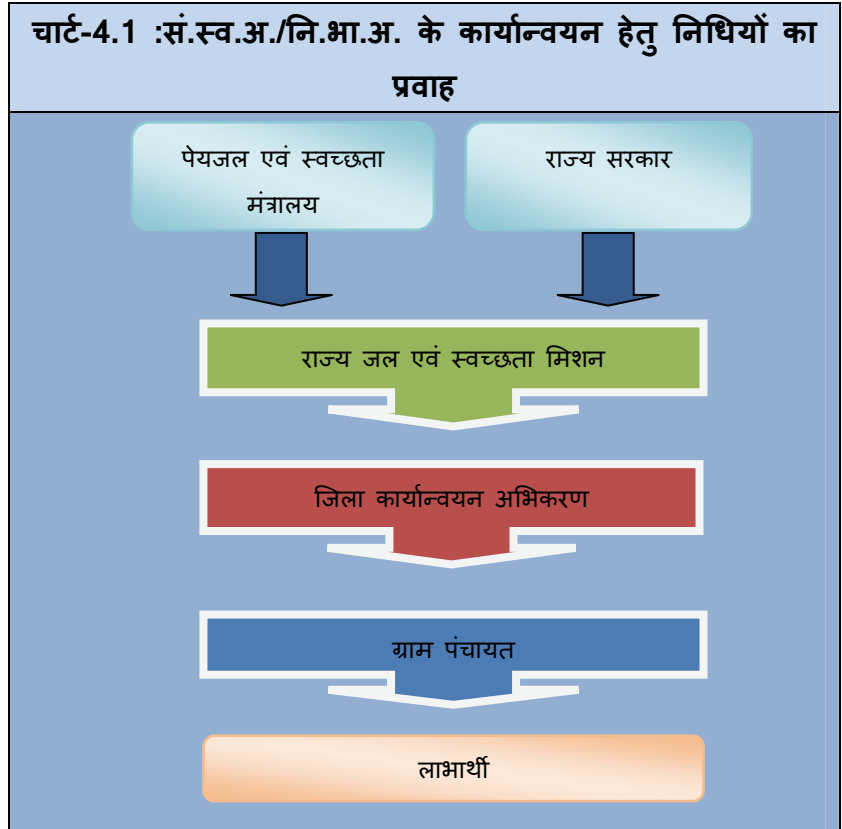 चार्ट-4.1 :सं.स्व.अ./नि.भा.अ. के कार्यान्वयन हेतु निधियों का
प्रवाह
पेयजल एवं स्वच्छता
मंत्रालय
राज्य सरकार
राज्य जल एवं स्वच्छता मिशन
जिला कार्यान्वयन अभिकरण
ग्राम पंचायत
लाभार्थी